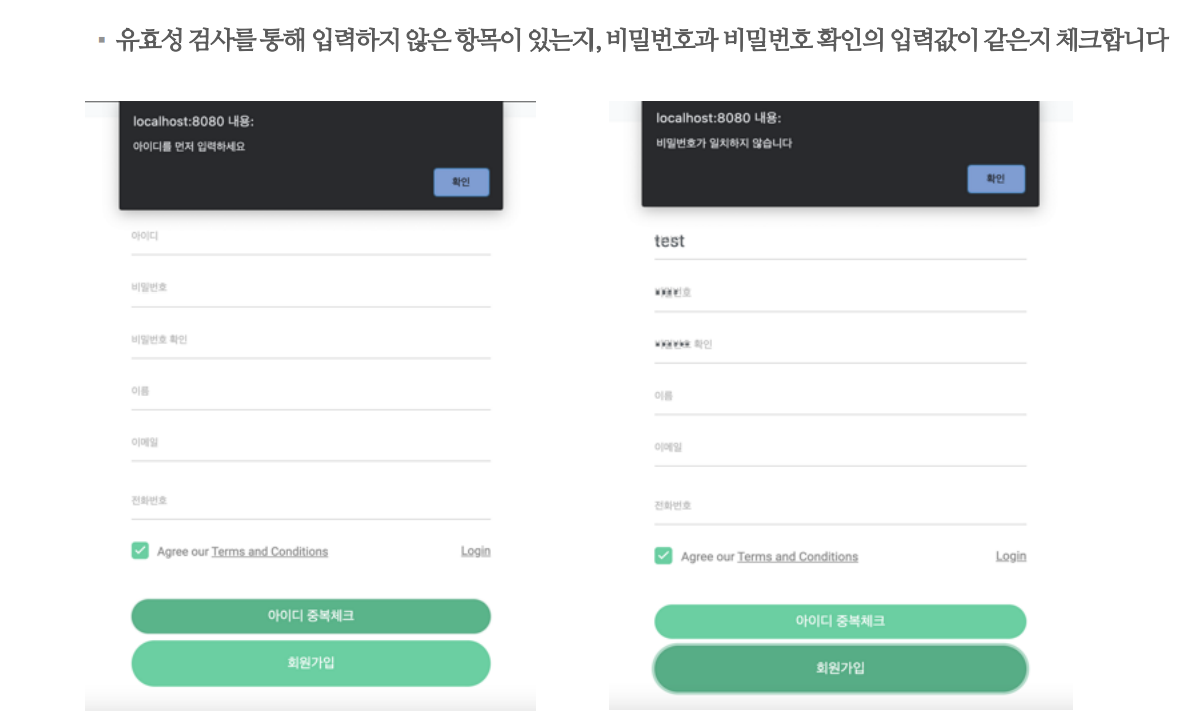 ▪ 유효성 검사를 통해 입력하지 않은 항목이 있는지, 비밀번호과 비밀번호 확인의 입력값이 같은지 체크합니다
localhost:8080 내용:
아이디를 먼저 입력하세요
확인
아이디
비밀번호
비밀번호 확인
이름
이메일
전화번호
Agree our Terms and Conditions
Login
아이디 중복체크
회원가입
localhost:8080 내용:
비밀번호가 일치하지 않습니다
확인
test
번호
확인
이름
이메일
전화번호
Agree our Terms and Conditions
Login
아이디 중복체크
회원가입